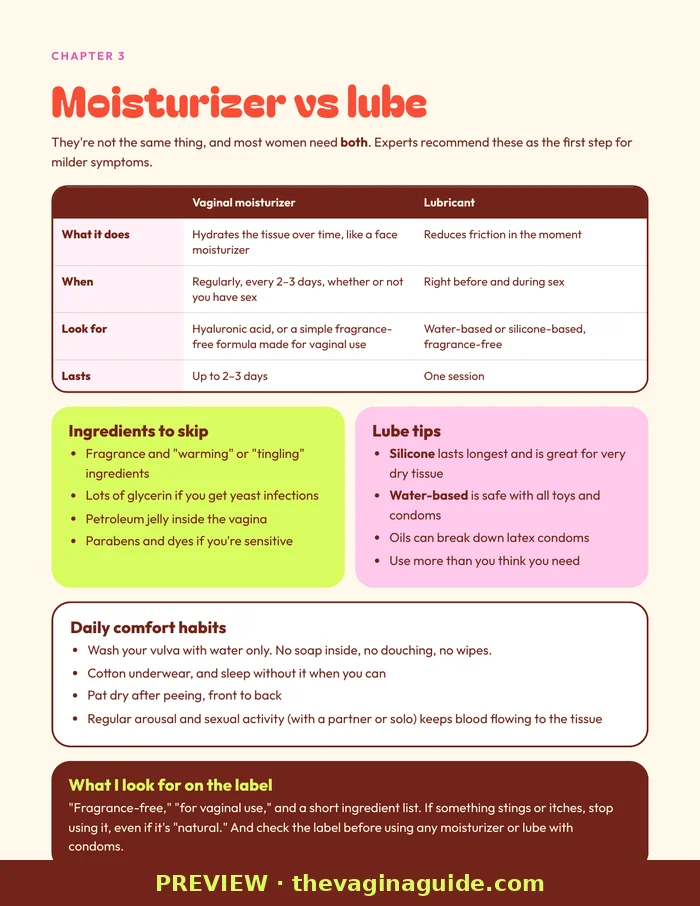 CHAPTER 3
Moisturizer vs lube
They're not the same thing, and most women need both. Experts recommend these as the first step for
milder symptoms.
Vaginal moisturizer Lubricant
What it does Hydrates the tissue over time, like a face Reduces friction in the moment
moisturizer
When Regularly, every 2–3 days, whether or not Right before and during sex
you have sex
Look for Hyaluronic acid, or a simple fragrance- Water-based or silicone-based,
free formula made for vaginal use fragrance-free
Lasts Up to 2–3 days One session
Ingredients to skip
• Fragrance and "warming" or "tingling"
ingredients
• Lots of glycerin if you get yeast infections
• Petroleum jelly inside the vagina
• Parabens and dyes if you're sensitive
Lube tips
• Silicone lasts longest and is great for very
dry tissue
• Water-based is safe with all toys and
condoms
• Oils can break down latex condoms
• Use more than you think you need
Daily comfort habits
• Wash your vulva with water only. No soap inside, no douching, no wipes.
• Cotton underwear, and sleep without it when you can
• Pat dry after peeing, front to back
• Regular arousal and sexual activity (with a partner or solo) keeps blood flowing to the tissue
What I look for on the label
"Fragrance-free," "for vaginal use," and a short ingredient list. If something stings or itches, stop
using it, even if it's "natural." And check the label before using any moisturizer or lube with
condoms.
PREVIEW · thevaginaguide.com